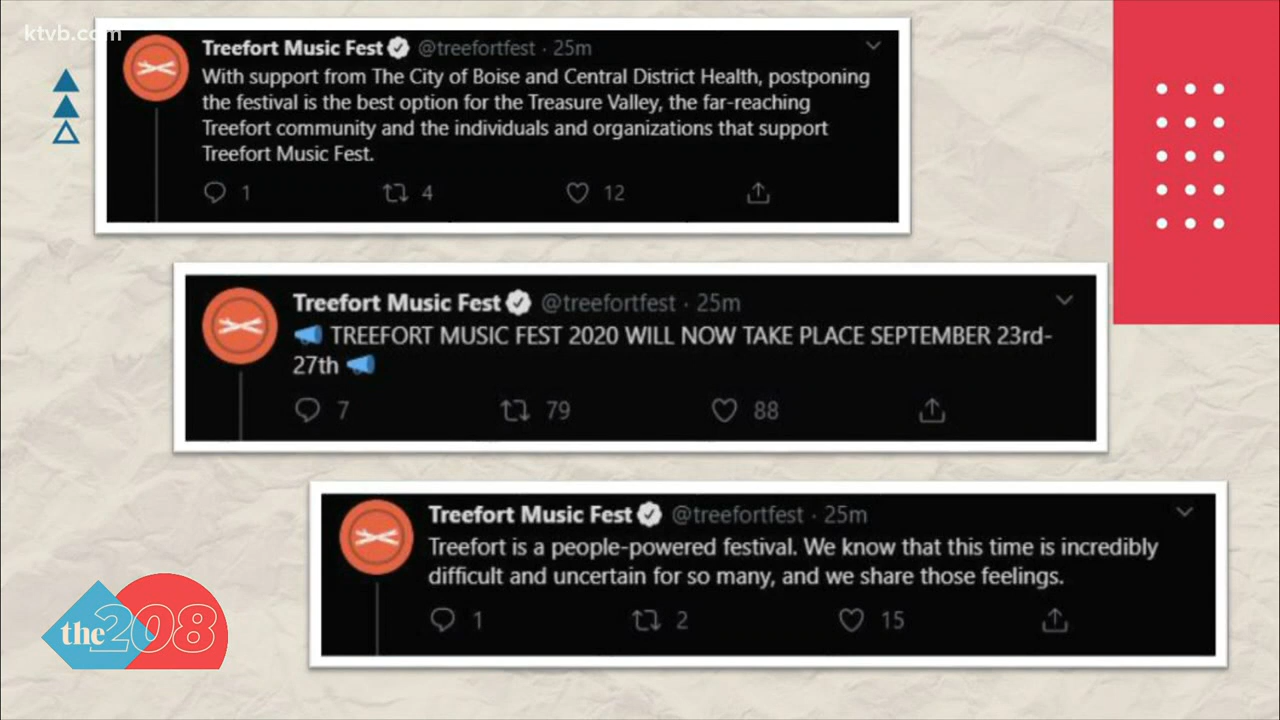 ktvb.com
Treefort Music Fest @treefortfest · 25m
With support from The City of Boise and Central District Health, postponing
the festival is the best option for the Treasure Valley, the far-reaching
Treefort community and the individuals and organizations that support
Treefort Music Fest.
1 4 12
Treefort Music Fest @treefortfest · 25m
📣 TREEFORT MUSIC FEST 2020 WILL NOW TAKE PLACE SEPTEMBER 23rd-
27th 📣
7 79 88
Treefort Music Fest @treefortfest · 25m
Treefort is a people-powered festival. We know that this time is incredibly
difficult and uncertain for so many, and we share those feelings.
1 2 15
the 208